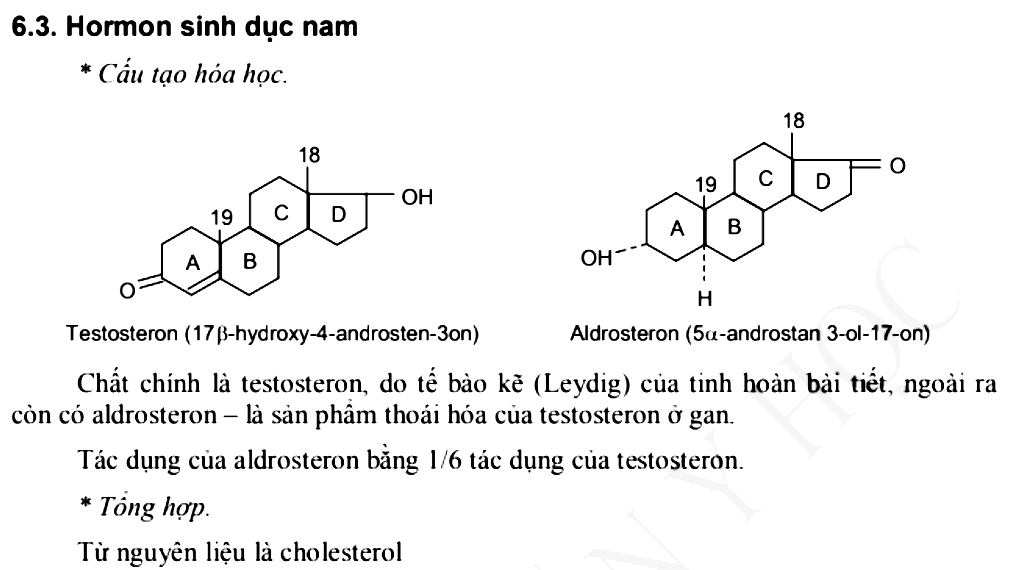 6.3. Hormon sinh dục nam
* Cấu tạo hóa học.
18
19
A
B
C
D
OH
O
18
19
A
B
C
D
O
OH
H
Testosteron (17β-hydroxy-4-androsten-3on)
Aldrosteron (5α-androstan 3-ol-17-on)
Chất chính là testosteron, do tế bào kẽ (Leydig) của tinh hoàn bài tiết, ngoài ra
còn có aldrosteron – là sản phẩm thoái hóa của testosteron ở gan.
Tác dụng của aldrosteron bằng 1/6 tác dụng của testosteron.
* Tổng hợp.
Từ nguyên liệu là cholesterol
N Y HỌC